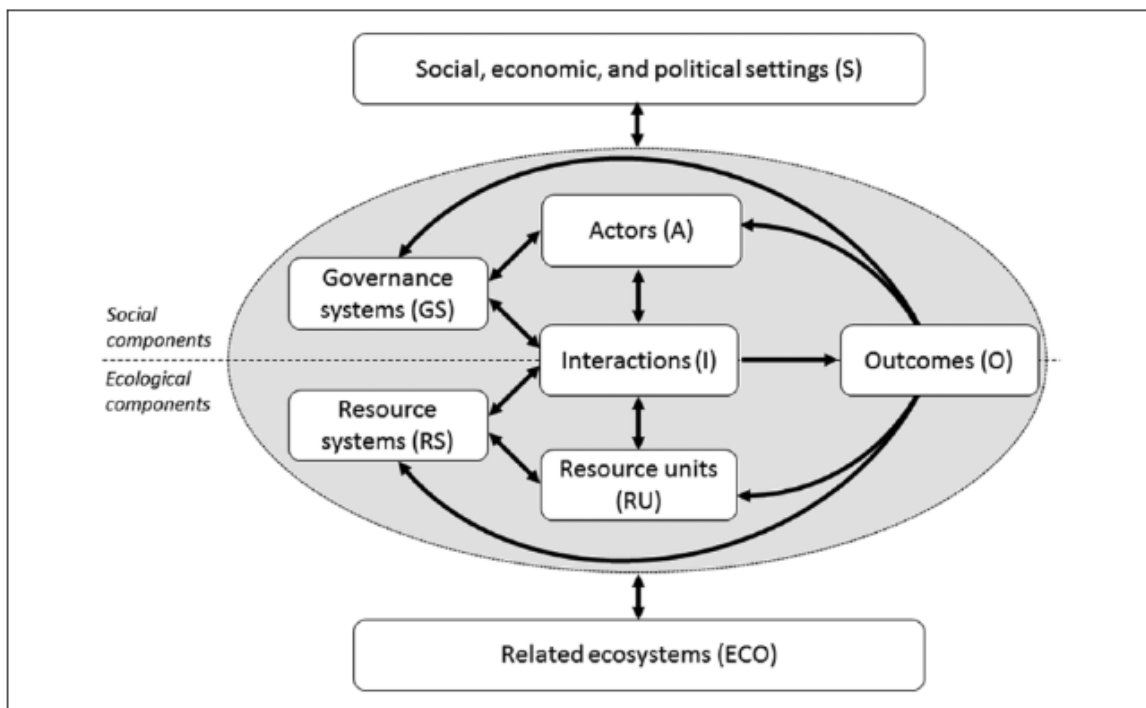 Social, economic, and political settings (S)
Actors (A)
Governance
systems (GS)
Social
components
Interactions (I)
Outcomes (O)
Ecological
components
Resource
systems (RS)
Resource units
(RU)
Related ecosystems (ECO)